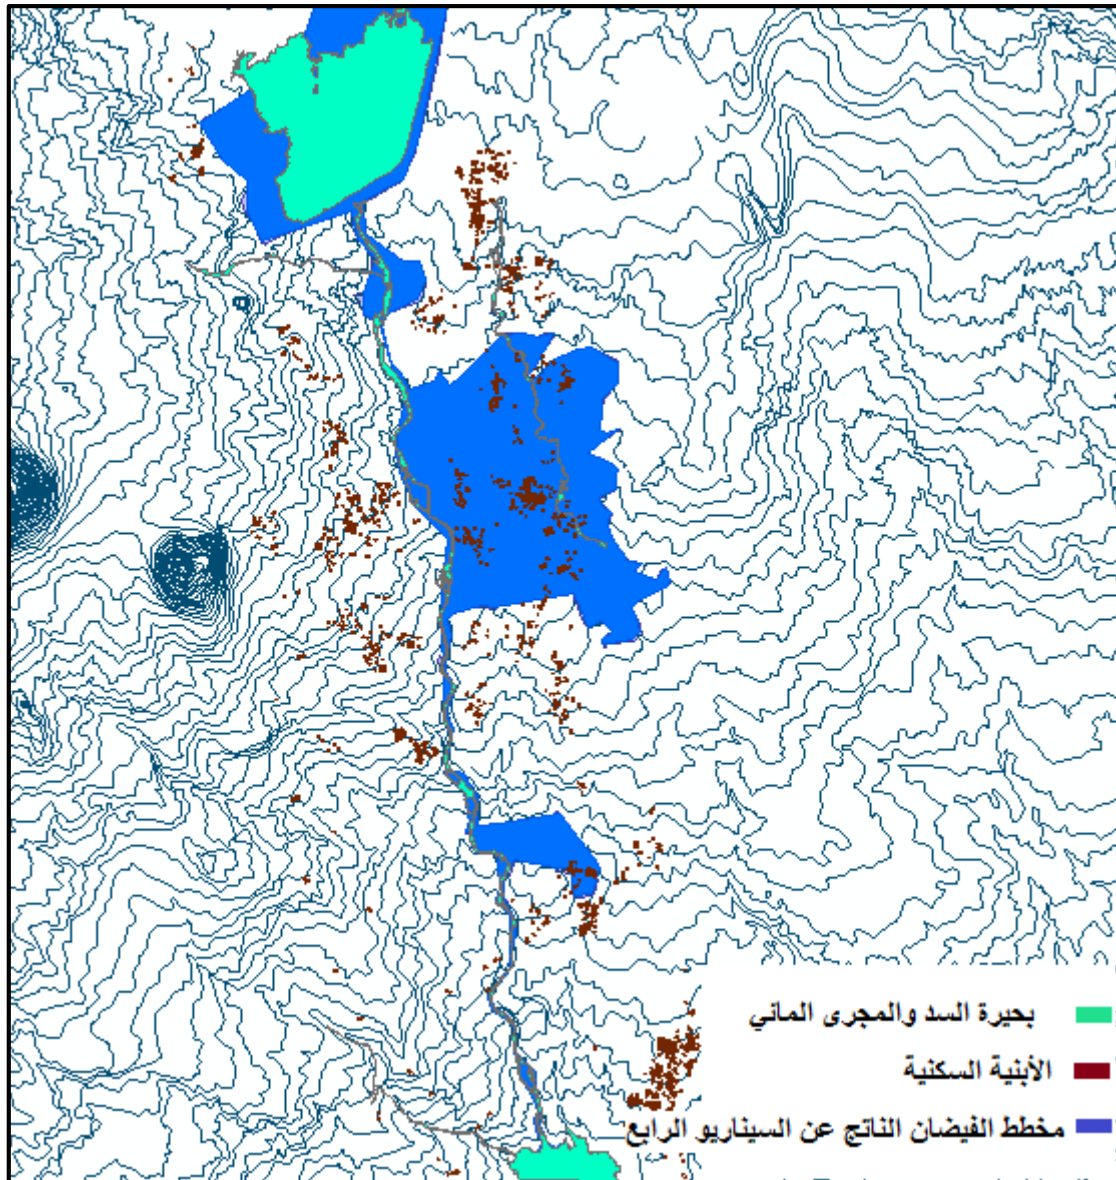 بحيرة السد والمجرى المائي
الأبنية السكنية
مخطط الفيضان الناتج عن السيناريو الرابع